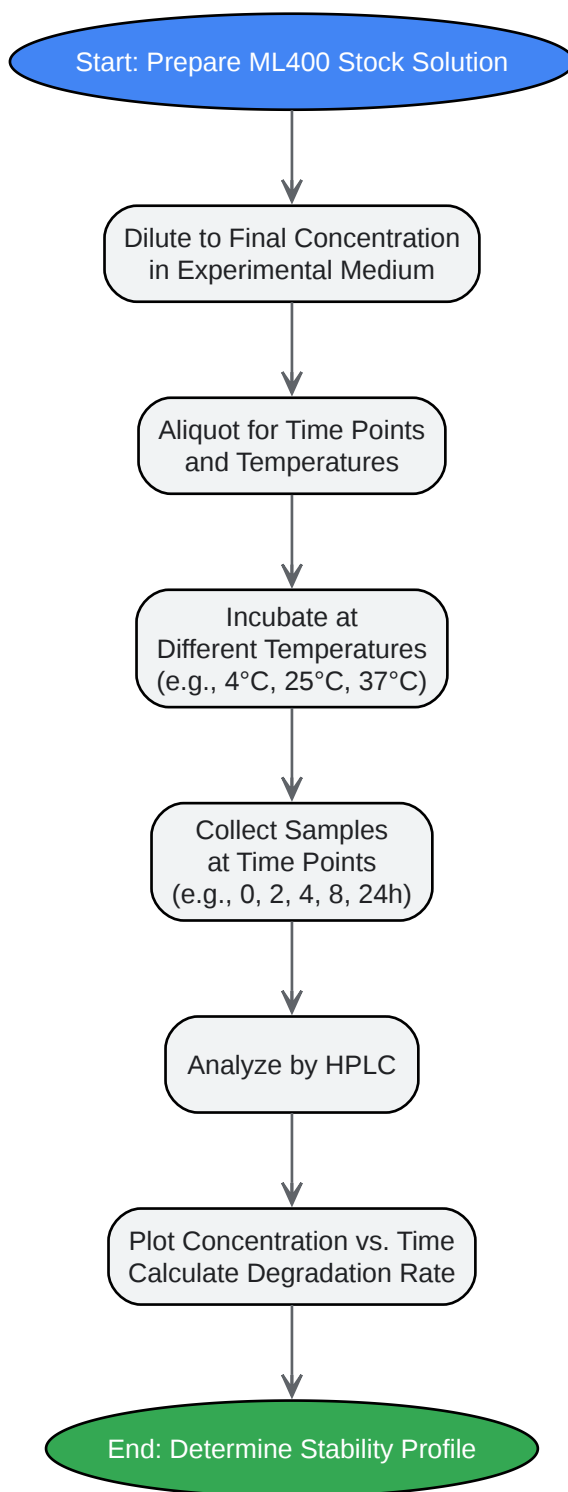 Start: Prepare ML400 Stock Solution
Dilute to Final Concentration
in Experimental Medium
Aliquot for Time Points
and Temperatures
Incubate at
Different Temperatures
(e.g., 4°C, 25°C, 37°C)
Collect Samples
at Time Points
(e.g., 0, 2, 4, 8, 24h)
Analyze by HPLC
Plot Concentration vs. Time
Calculate Degradation Rate
End: Determine Stability Profile